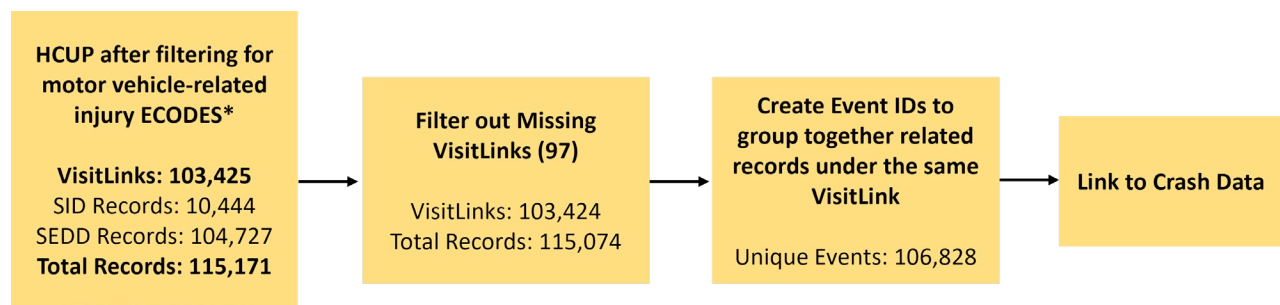 HCUP after filtering for
motor vehicle-related
injury ECODES*
VisitLinks: 103,425
SID Records: 10,444
SEDD Records: 104,727
Total Records: 115,171
Filter out Missing
VisitLinks (97)
VisitLinks: 103,424
Total Records: 115,074
Create Event IDs to
group together related
records under the same
VisitLink
Unique Events: 106,828
Link to Crash Data